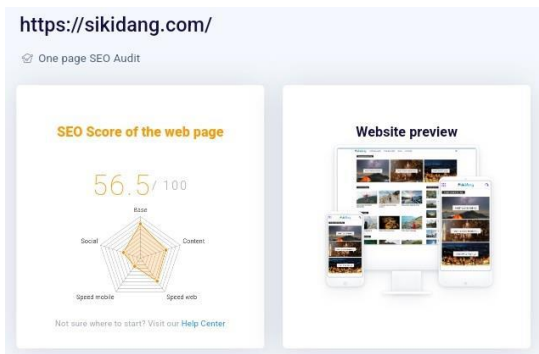 https://sikidang.com/
One page SEO Audit
SEO Score of the web page
56.5 / 100
Base
Social
Content
Speed mobile
Speed web
Not sure where to start? Visit our Help Center
Website preview